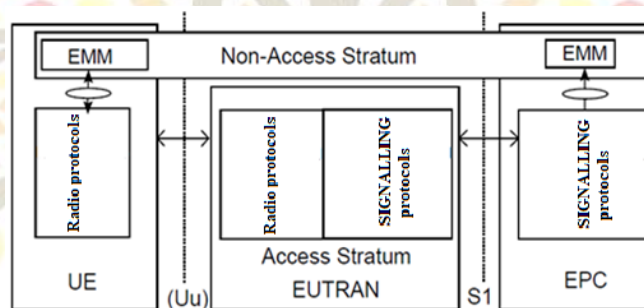 EMM
Non-Access Stratum
EMM
Radio protocols
Radio protocols
SIGNALLING
protocols
SIGNALLING
protocols
Access Stratum
UE
(Uu)
EUTRAN
S1
EPC